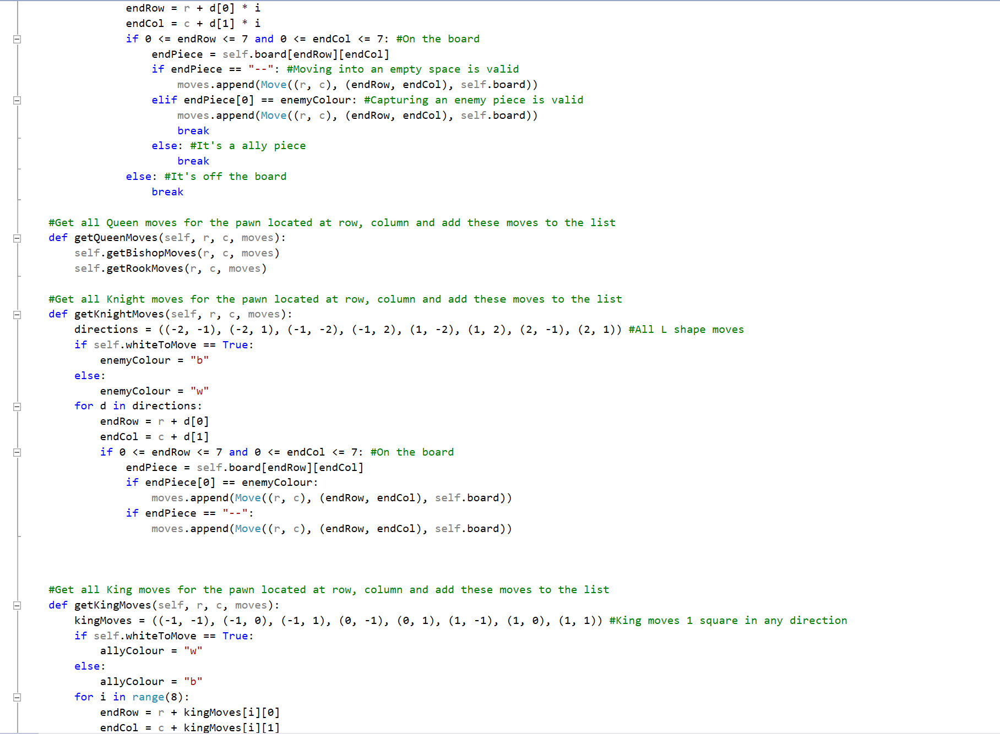 endRow = r + d[0] * i
            endCol = c + d[1] * i
            if 0 <= endRow <= 7 and 0 <= endCol <= 7: #On the board
                endPiece = self.board[endRow][endCol]
                if endPiece == "--": #Moving into an empty space is valid
                    moves.append(Move((r, c), (endRow, endCol), self.board))
                elif endPiece[0] == enemyColour: #Capturing an enemy piece is valid
                    moves.append(Move((r, c), (endRow, endCol), self.board))
                    break
                else: #It's a ally piece
                    break
            else: #It's off the board
                break

#Get all Queen moves for the pawn located at row, column and add these moves to the list
def getQueenMoves(self, r, c, moves):
    self.getBishopMoves(r, c, moves)
    self.getRookMoves(r, c, moves)

#Get all Knight moves for the pawn located at row, column and add these moves to the list
def getKnightMoves(self, r, c, moves):
    directions = ((-2, -1), (-2, 1), (-1, -2), (-1, 2), (1, -2), (1, 2), (2, -1), (2, 1)) #All L shape moves
    if self.whiteToMove == True:
        enemyColour = "b"
    else:
        enemyColour = "w"
    for d in directions:
        endRow = r + d[0]
        endCol = c + d[1]
        if 0 <= endRow <= 7 and 0 <= endCol <= 7: #On the board
            endPiece = self.board[endRow][endCol]
            if endPiece[0] == enemyColour:
                moves.append(Move((r, c), (endRow, endCol), self.board))
            if endPiece == "--":
                moves.append(Move((r, c), (endRow, endCol), self.board))

#Get all King moves for the pawn located at row, column and add these moves to the list
def getKingMoves(self, r, c, moves):
    kingMoves = ((-1, -1), (-1, 0), (-1, 1), (0, -1), (0, 1), (1, -1), (1, 0), (1, 1)) #King moves 1 square in any direction
    if self.whiteToMove == True:
        allyColour = "w"
    else:
        allyColour = "b"
    for i in range(8):
        endRow = r + kingMoves[i][0]
        endCol = c + kingMoves[i][1]